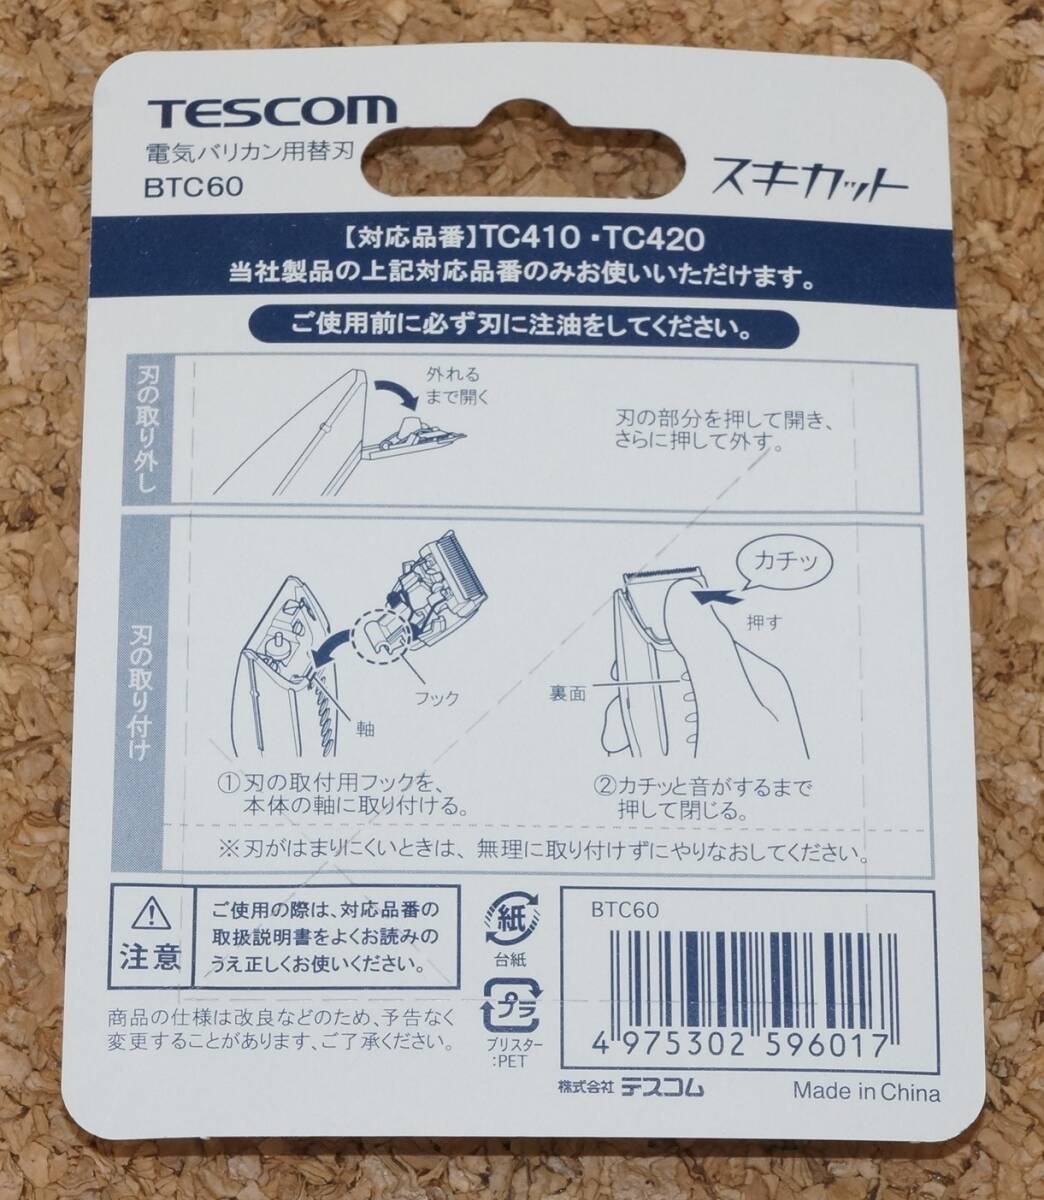 TESCOM
電気バリカン用替刃
BTC60
スキカット
【対応品番】TC410・TC420
当社製品の上記対応品番のみお使いいただけます。
ご使用前に必ず刃に注油をしてください。
刃の取り外し
外れる
まで開く
刃の部分を押して開き、
さらに押して外す。
刃の取り付け
フック
軸
①刃の取付用フックを、
本体の軸に取り付ける。
カチッ
押す
裏面
②カチッと音がするまで
押して閉じる。
※刃がはまりにくいときは、無理に取り付けずにやりなおしてください。
注意
ご使用の際は、対応品番の
取扱説明書をよくお読みの
うえ正しくお使いください。
商品の仕様は改良などのため、予告なく
変更することがあります、ご了承ください。
紙
台紙
プラ
ブリスター
:PET
BTC60
4 975302 596017
株式会社 テスコム
Made in China